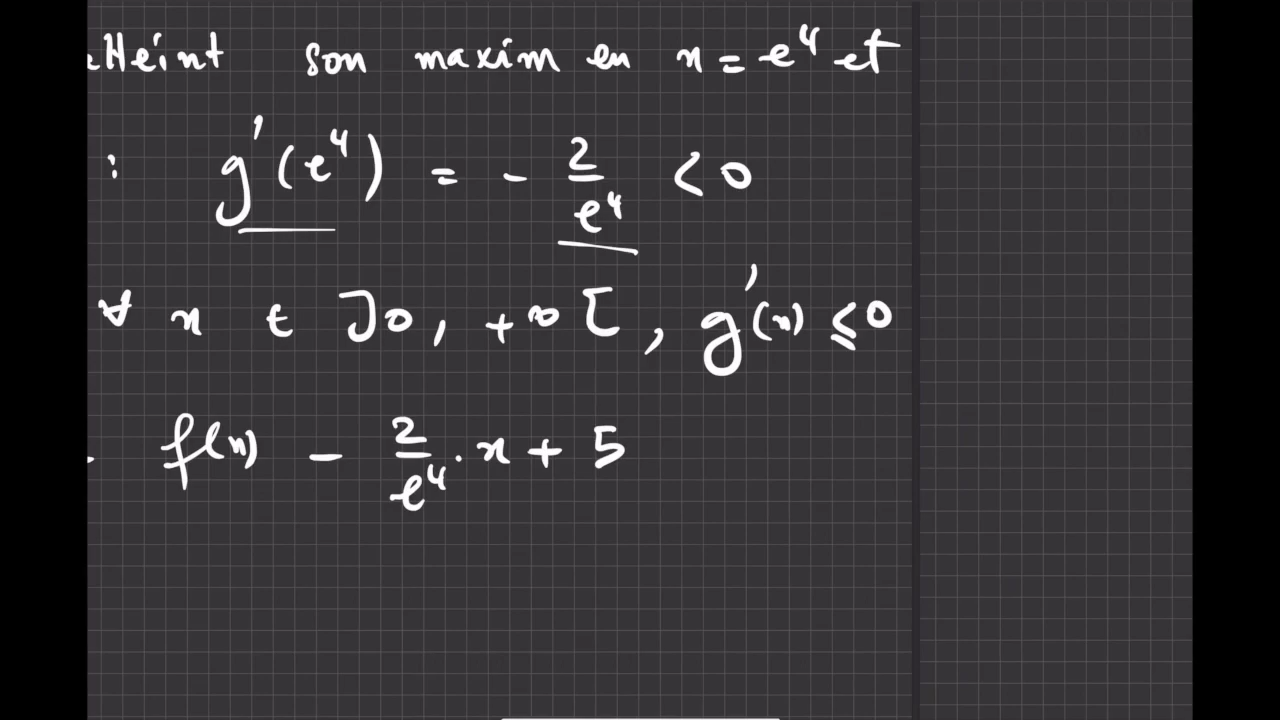 atteint son maxim en x = e⁴ et
: g'(e⁴) = - 2/e⁴ < 0
∀ x ∈ ]0, +∞[, g'(x) ≤ 0
f(x) - 2/e⁴ . x + 5